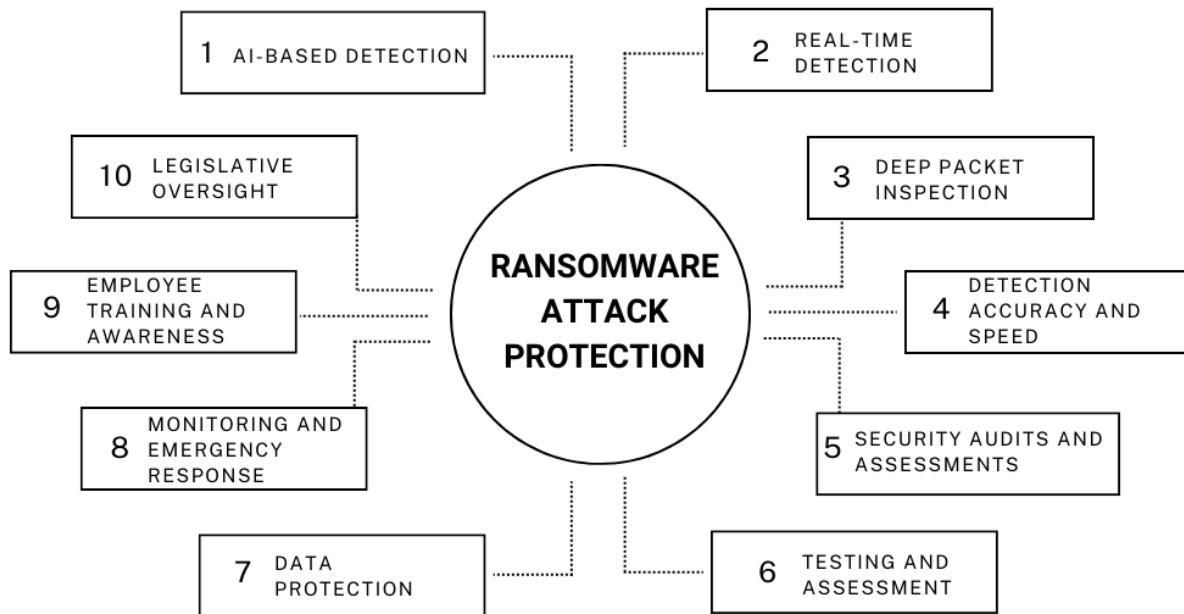 1 AI-BASED DETECTION
2 REAL-TIME
DETECTION
10 LEGISLATIVE
OVERSIGHT
3 DEEP PACKET
INSPECTION
RANSOMWARE
ATTACK
PROTECTION
9 EMPLOYEE
TRAINING AND
AWARENESS
4 DETECTION
ACCURACY AND
SPEED
8 MONITORING AND
EMERGENCY
RESPONSE
5 SECURITY AUDITS AND
ASSESSMENTS
7 DATA
PROTECTION
6 TESTING AND
ASSESSMENT